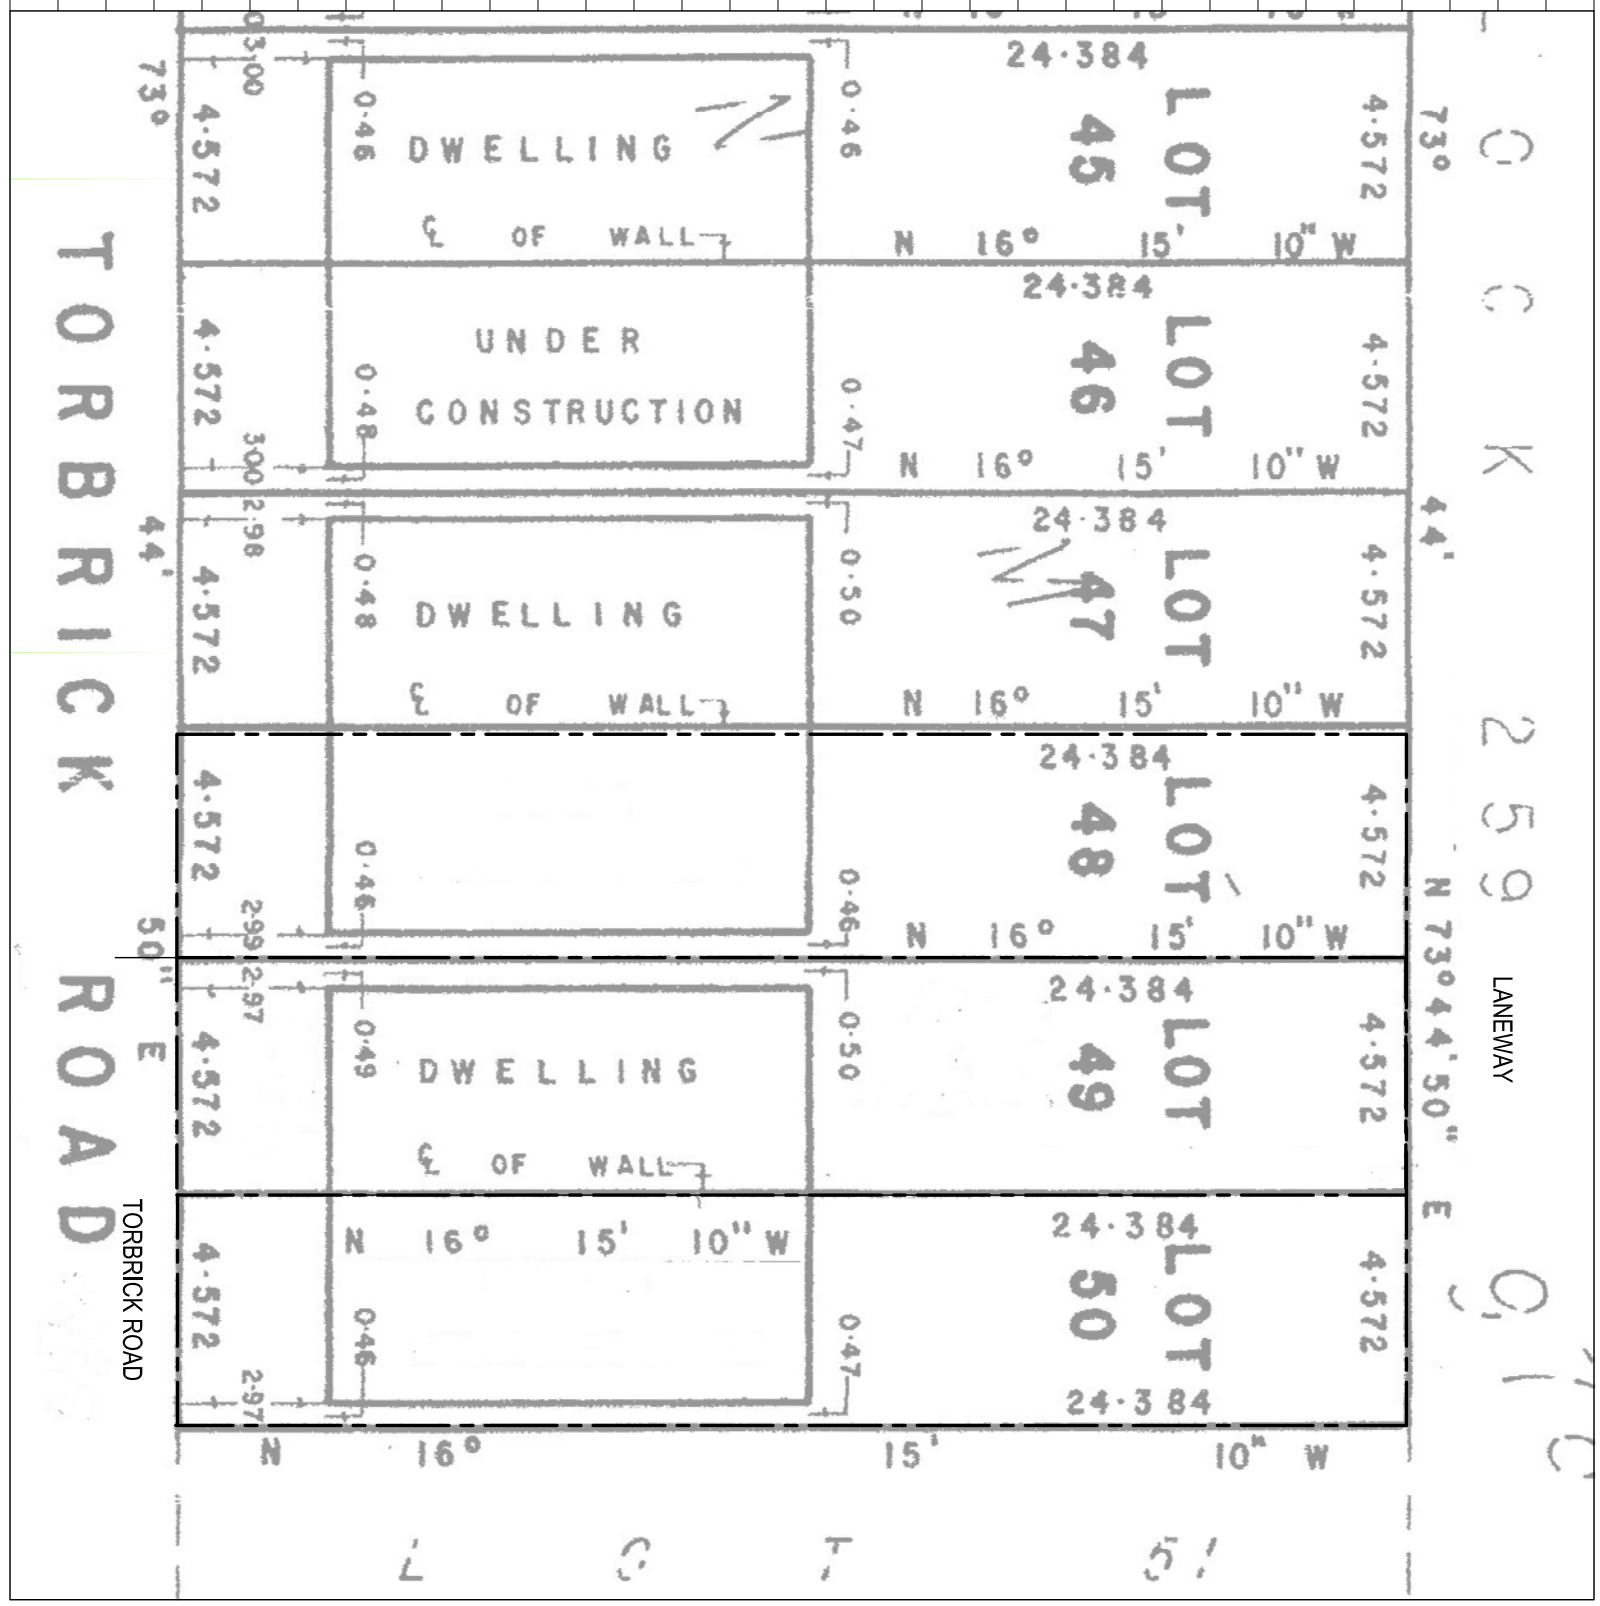 TORBRICK ROAD
73°
44'
50"
E
3.00
24.384
LOT
45
4.572
4.572
0.46
0.46
DWELLING
℄ OF WALL
N 16° 15' 10" W
73°
24.384
LOT
46
4.572
4.572
UNDER
CONSTRUCTION
0.48
0.47
3.00
N 16° 15' 10" W
2.98
24.384
LOT
47
4.572
4.572
0.48
0.50
DWELLING
℄ OF WALL
N 16° 15' 10" W
44'
24.384
LOT
48
4.572
4.572
0.46
0.46
2.99
N 16° 15' 10" W
2.97
24.384
LOT
49
4.572
4.572
0.49
0.50
DWELLING
℄ OF WALL
N 73° 44' 50" E
LANEWAY
TORBRICK ROAD
24.384
N 16° 15' 10" W
LOT
50
4.572
4.572
0.46
0.47
2.97
24.384
N 16° 15' 10" W
LOT 51
C K
259